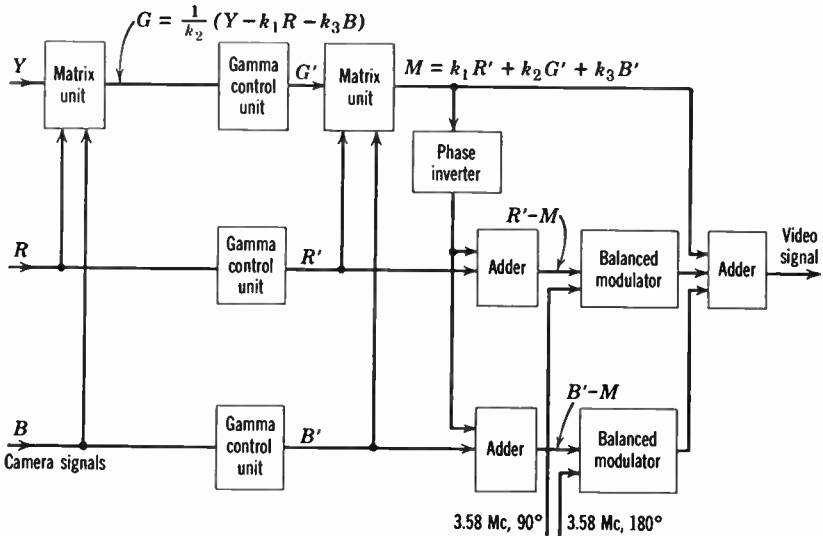 G = 1/k₂ (Y − k₁R − k₃B)
Y
Matrix
unit
Gamma
control
unit
G′
Matrix
unit
M = k₁R′ + k₂G′ + k₃B′
Phase
inverter
R
Gamma
control
unit
R′
Adder
R′−M
Balanced
modulator
Adder
Video
signal
B
Camera signals
Gamma
control
unit
B′
Adder
B′−M
Balanced
modulator
3.58 Mc, 90°
3.58 Mc, 180°